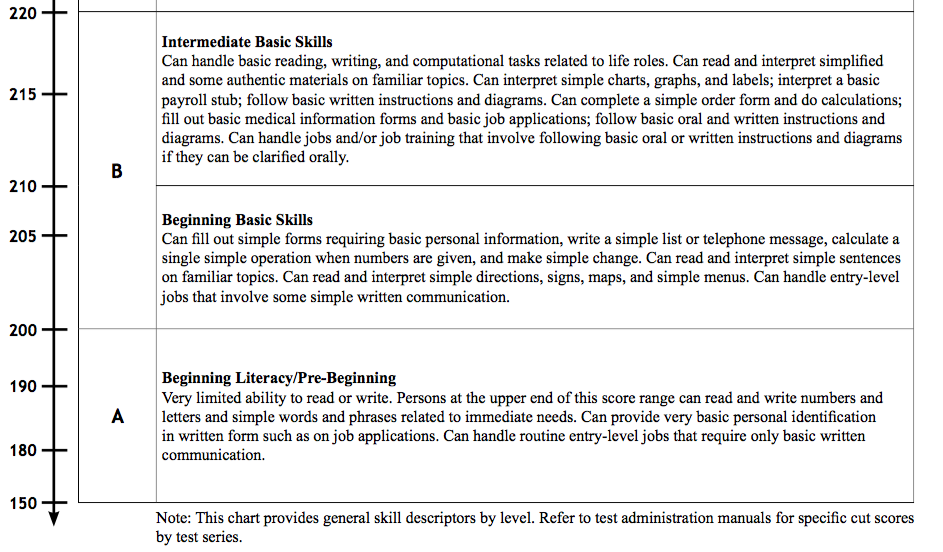 220
Intermediate Basic Skills
Can handle basic reading, writing, and computational tasks related to life roles. Can read and interpret simplified
and some authentic materials on familiar topics. Can interpret simple charts, graphs, and labels; interpret a basic
215
payroll stub; follow basic written instructions and diagrams. Can complete a simple order form and do calculations;
fill out basic medical information forms and basic job applications; follow basic oral and written instructions and
diagrams. Can handle jobs and/or job training that involve following basic oral or written instructions and diagrams
if they can be clarified orally.
B
210
Beginning Basic Skills
205
Can fill out simple forms requiring basic personal information, write a simple list or telephone message, calculate a
single simple operation when numbers are given, and make simple change. Can read and interpret simple sentences
on familiar topics. Can read and interpret simple directions, signs, maps, and simple menus. Can handle entry-level
jobs that involve some simple written communication.
200
Beginning Literacy/Pre-Beginning
190
Very limited ability to read or write. Persons at the upper end of this score range can read and write numbers and
letters and simple words and phrases related to immediate needs. Can provide very basic personal identification
A
in written form such as on job applications. Can handle routine entry-level jobs that require only basic written
180
communication.
150
Note: This chart provides general skill descriptors by level. Refer to test administration manuals for specific cut scores
by test series.